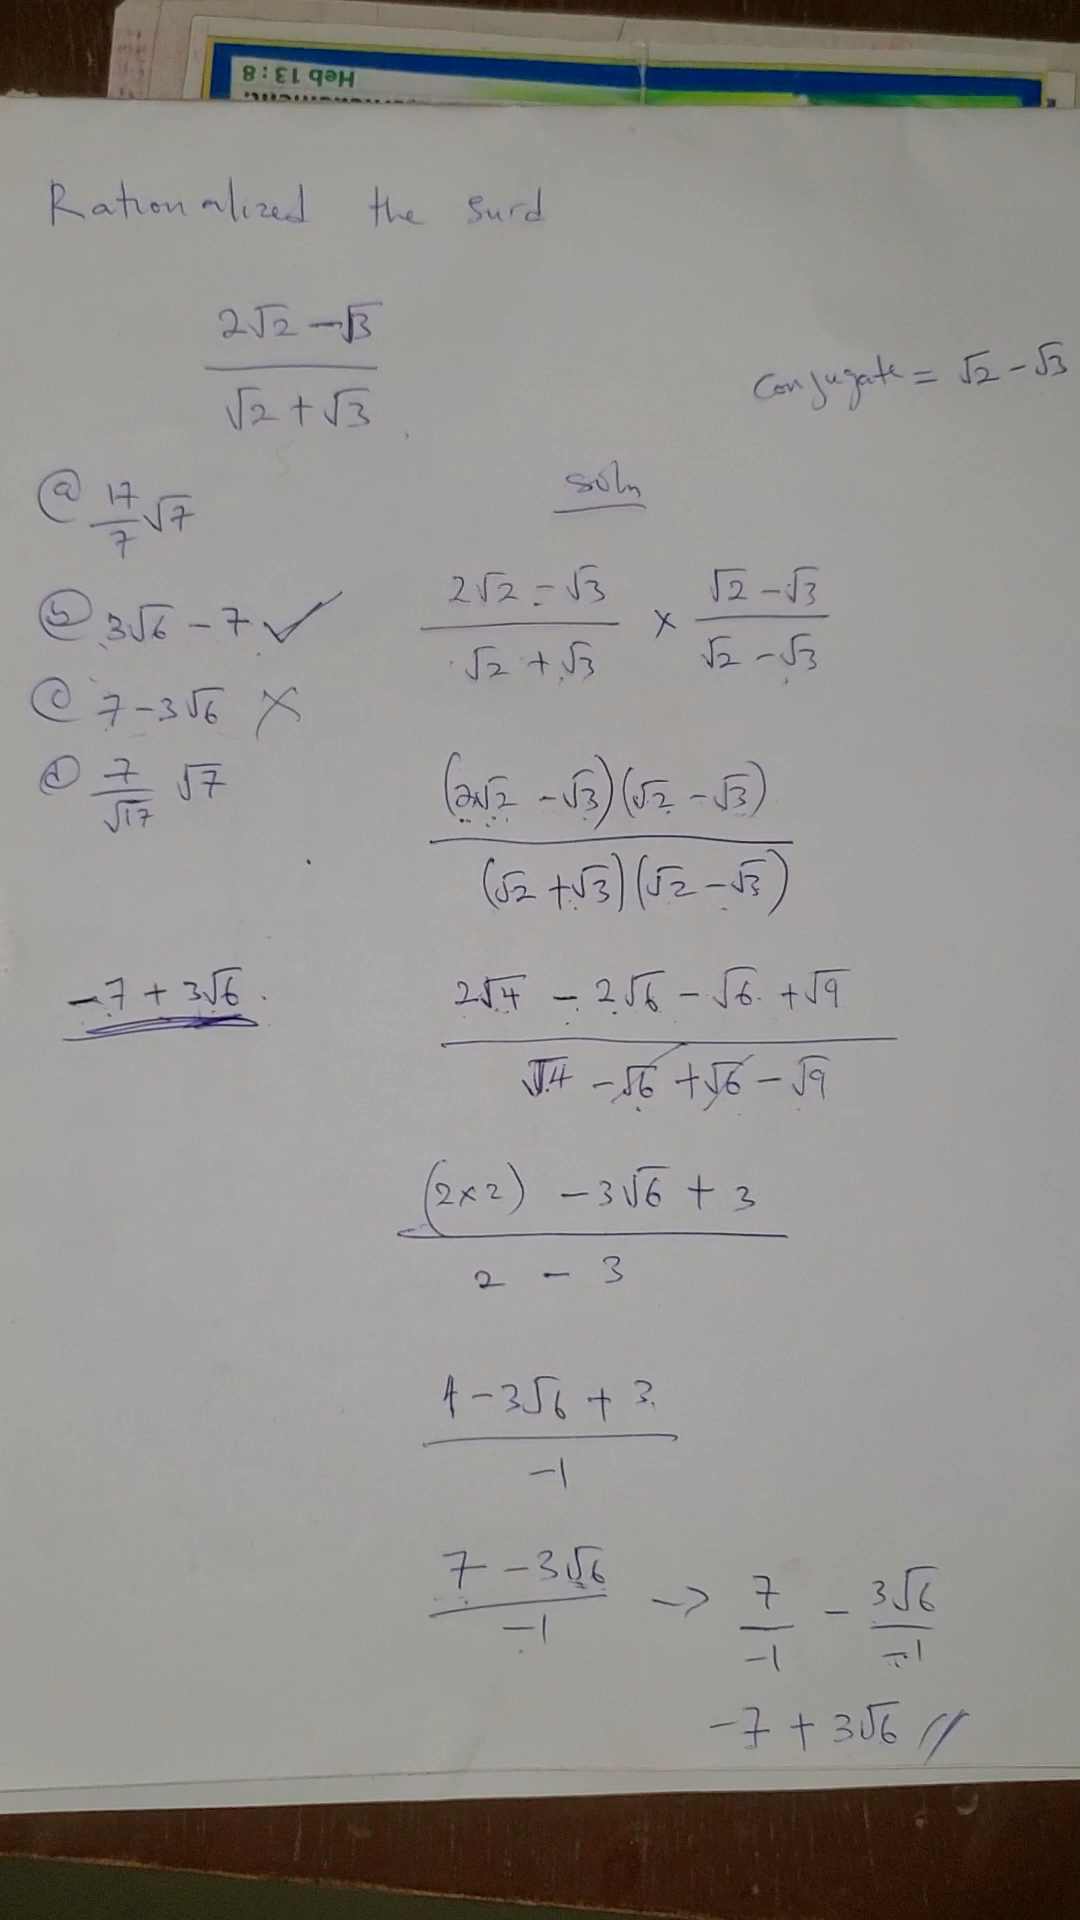 Heb 13:8
Rationalized the Surd
2√2 - √3
√2 + √3
Conjugate = √2 - √3
soln
@ 17/7 √7
ⓑ 3√6 - 7 ✓
© 7 - 3√6 ×
ⓓ 7/√17 √7
2√2 - √3 × √2 - √3
√2 + √3 √2 - √3
(2√2 - √3)(√2 - √3)
(√2 + √3)(√2 - √3)
-7 + 3√6.
2√4 - 2√6 - √6 + √9
√4 - √6 + √6 - √9
(2×2) - 3√6 + 3
2 - 3
4 - 3√6 + 3
-1
7 - 3√6 → 7 - 3√6
-1 -1 -1
-7 + 3√6 //